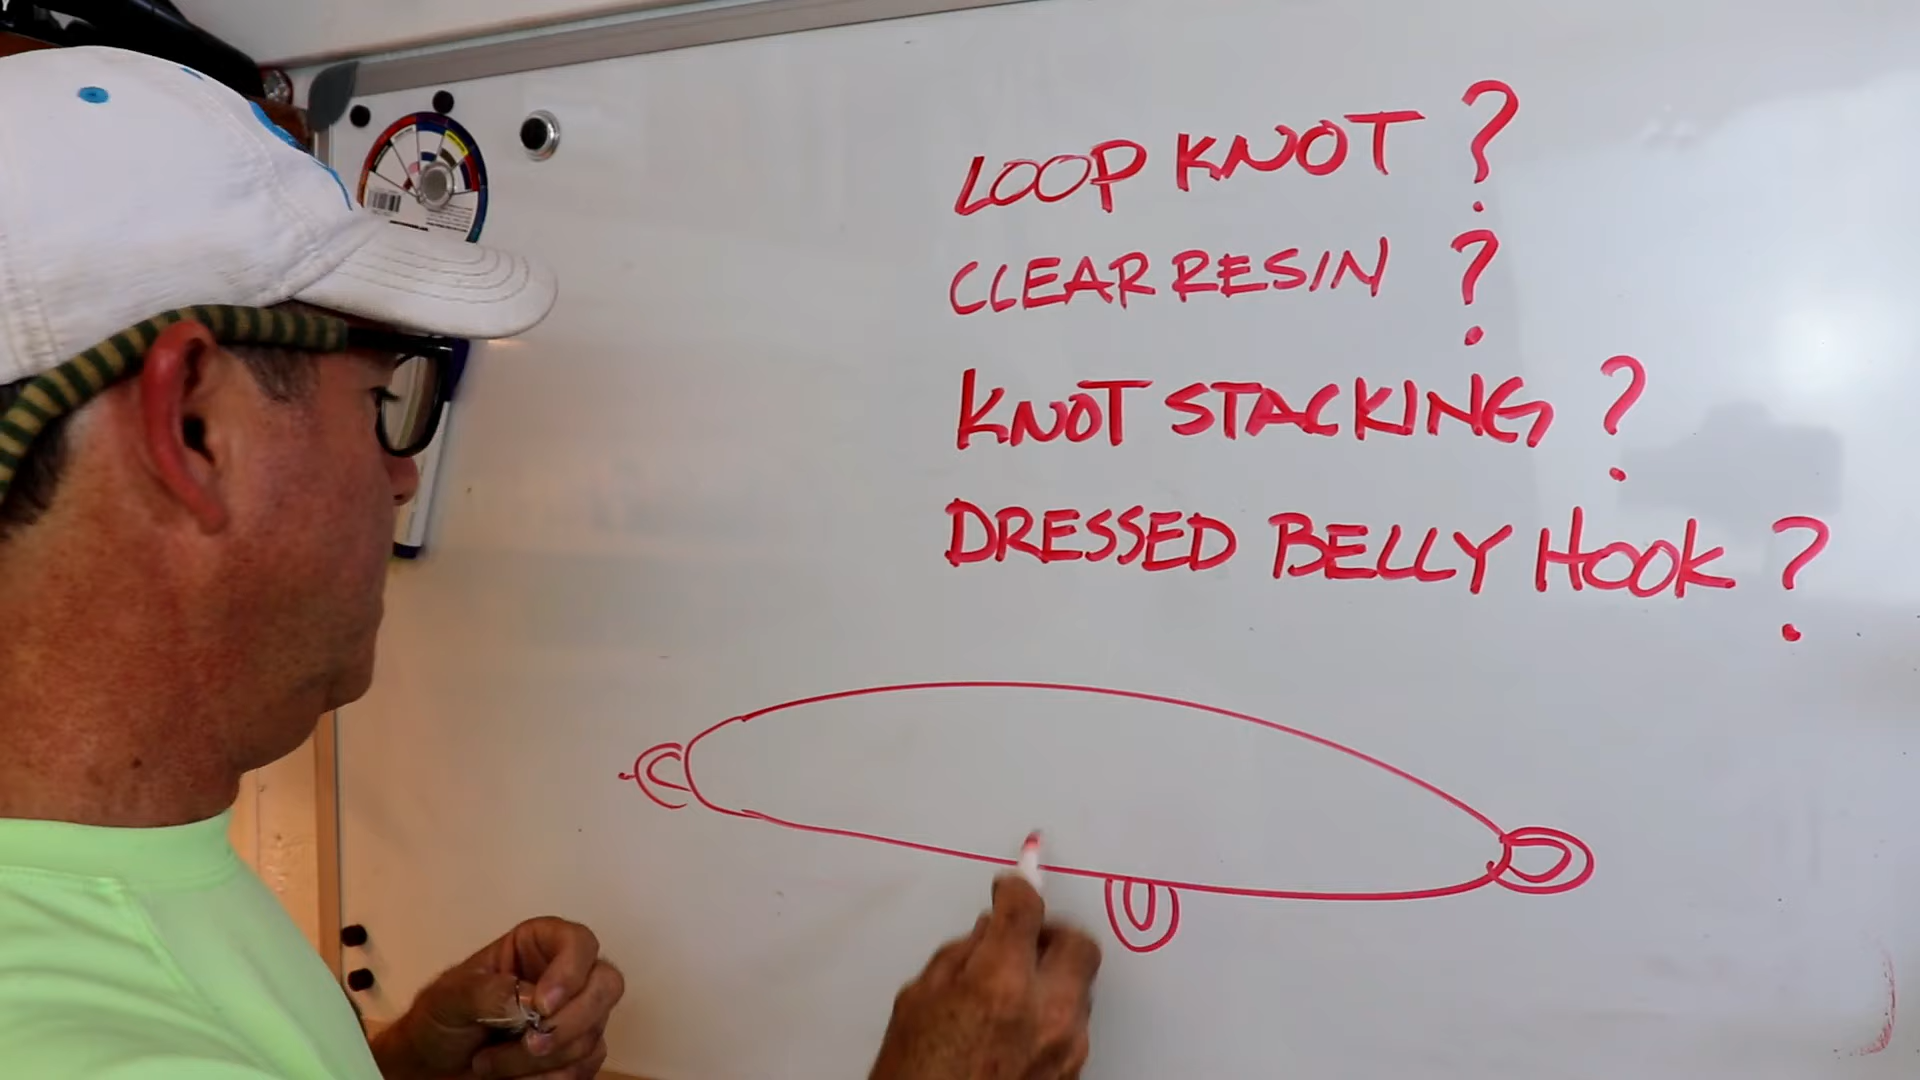 LOOP KNOT ?
CLEAR RESIN ?
KNOT STACKING ?
DRESSED BELLY HOOK ?